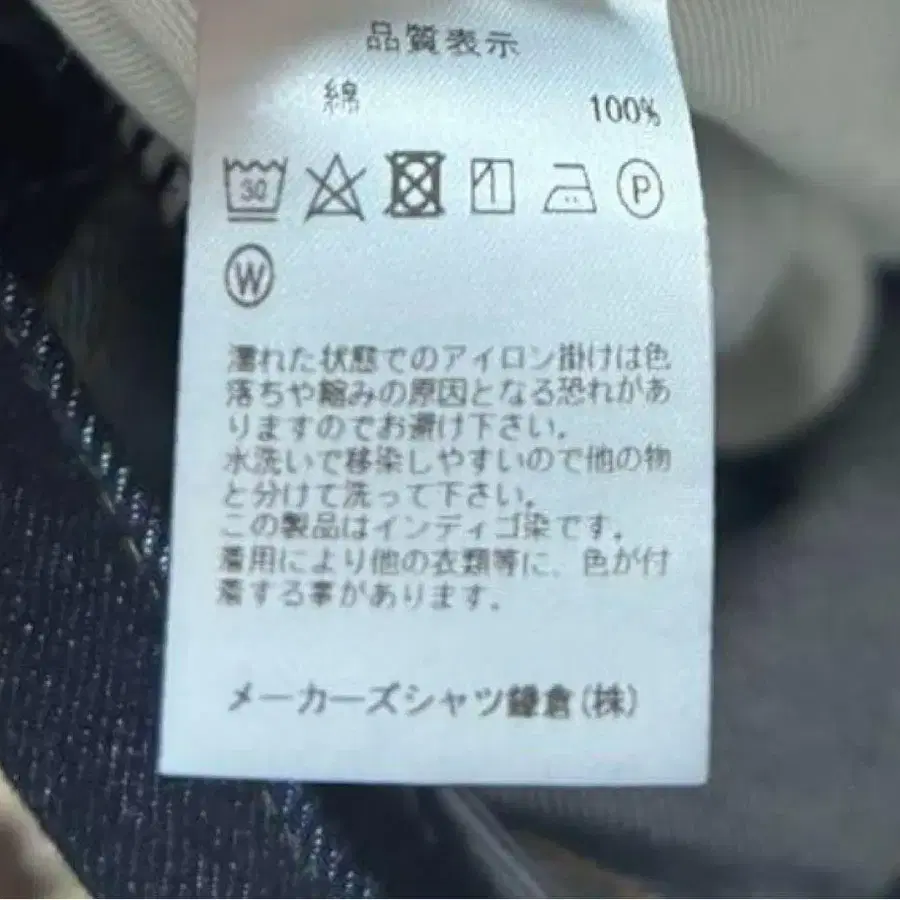 品質表示
綿 100%
30 P
W
濡れた状態でのアイロン掛けは色
落ちや縮みの原因となる恐れがあ
りますのでお避け下さい。
水洗いで移染しやすいので他の物
と分けて洗って下さい。
この製品はインディゴ染です。
着用により他の衣類等に、色が付
着する事があります。
メーカーズシャツ鎌倉(株)